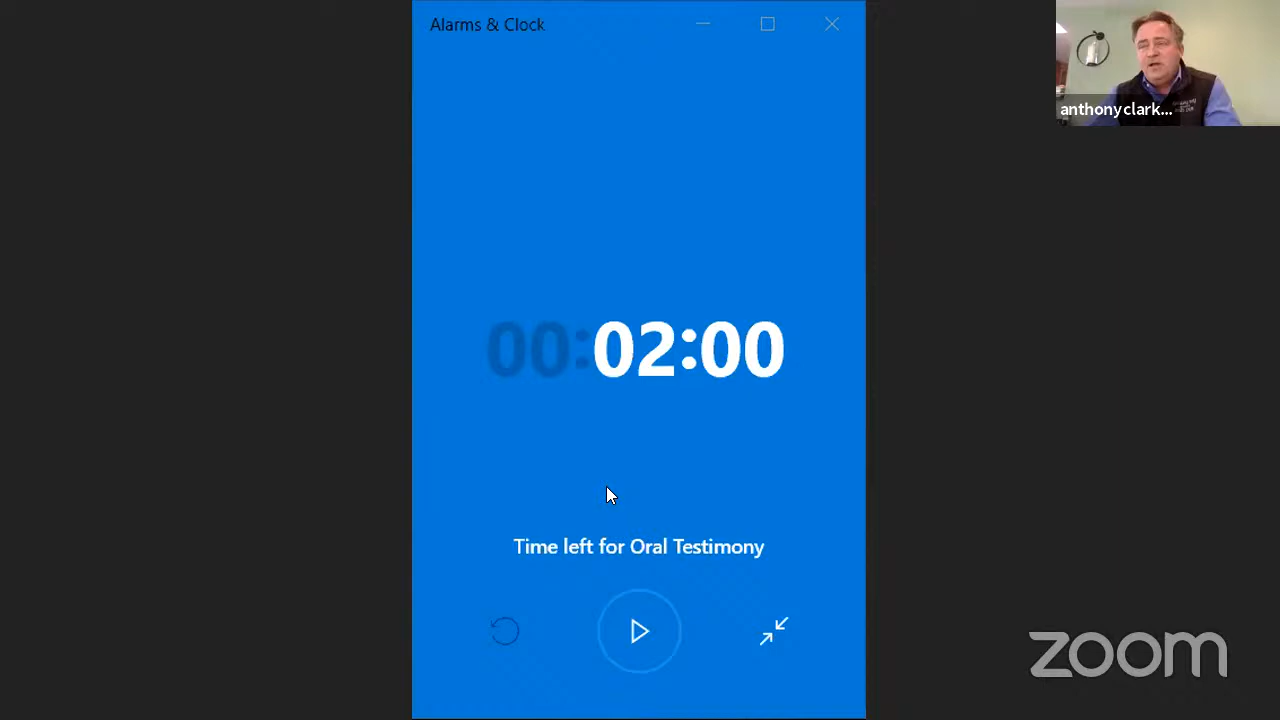 Alarms & Clock
anthonyclark...
00:02:00
Time left for Oral Testimony
zoom